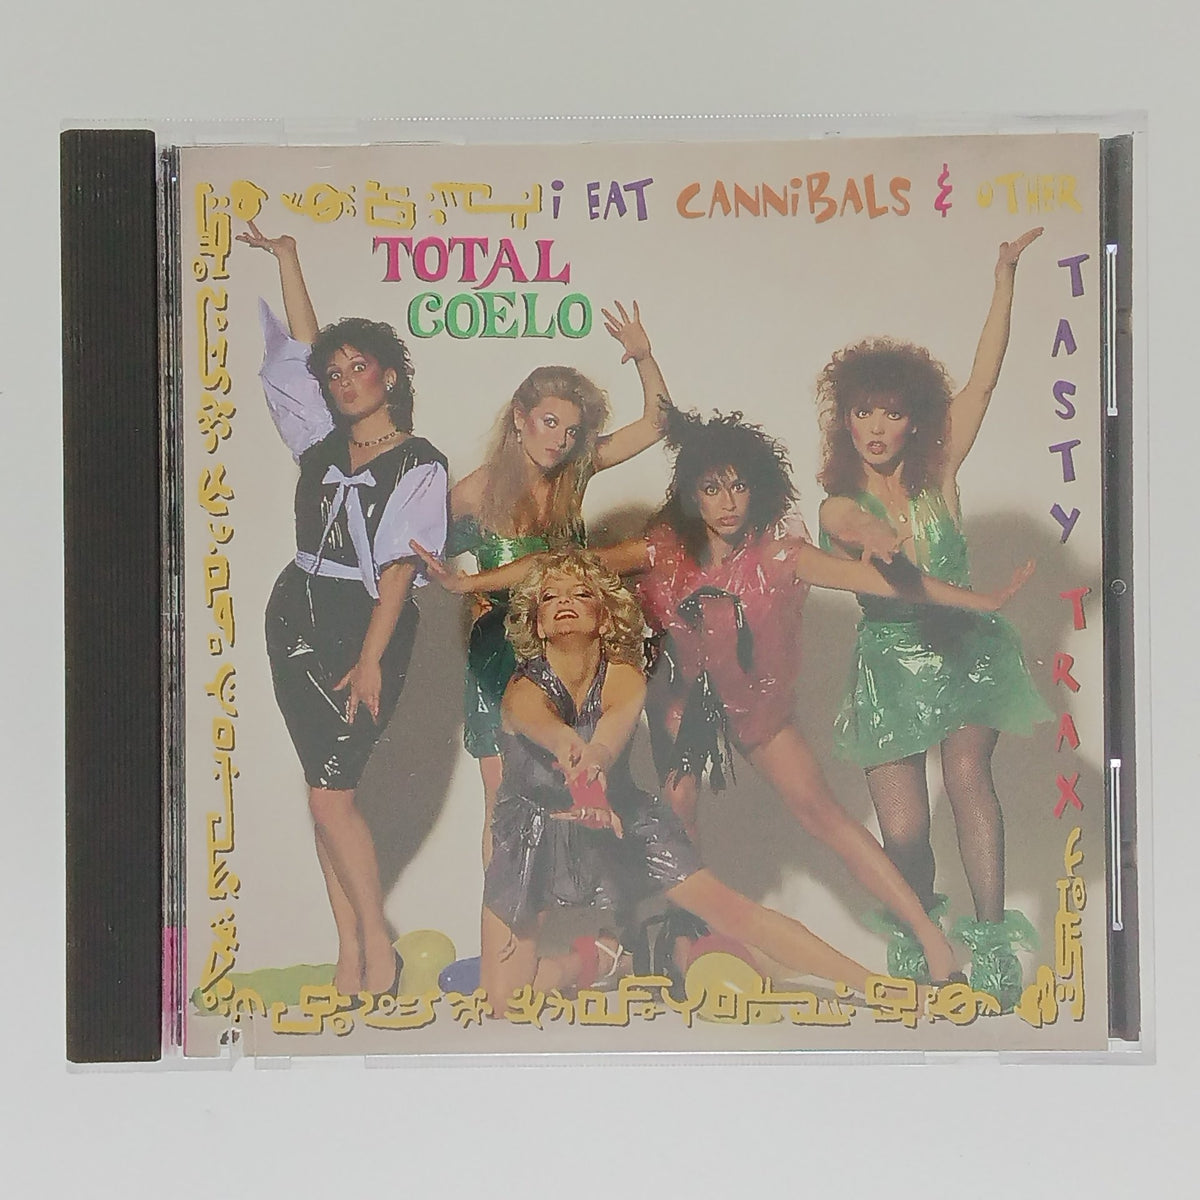 i EAT CANNiBALS & OTHER
TASTY TRAX
TOTAL
COELO